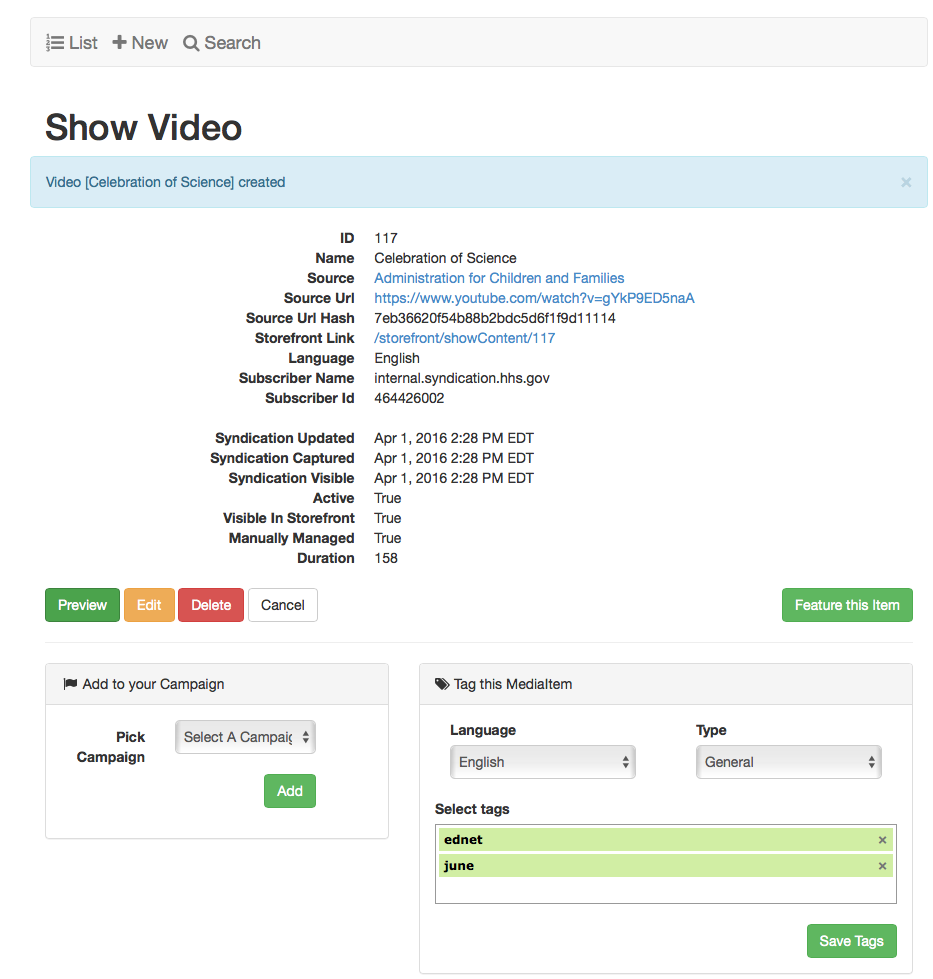 List New Search
Show Video
Video [Celebration of Science] created ×
ID 117
Name Celebration of Science
Source Administration for Children and Families
Source Url https://www.youtube.com/watch?v=gYkP9ED5naA
Source Url Hash 7eb36620f54b88b2bdc5d6f1f9d11114
Storefront Link /storefront/showContent/117
Language English
Subscriber Name internal.syndication.hhs.gov
Subscriber Id 464426002
Syndication Updated Apr 1, 2016 2:28 PM EDT
Syndication Captured Apr 1, 2016 2:28 PM EDT
Syndication Visible Apr 1, 2016 2:28 PM EDT
Active True
Visible In Storefront True
Manually Managed True
Duration 158
Preview Edit Delete Cancel Feature this Item
Add to your Campaign
Pick Campaign Select A Campaig
Add
Tag this MediaItem
Language Type
English General
Select tags
ednet ×
june ×
Save Tags